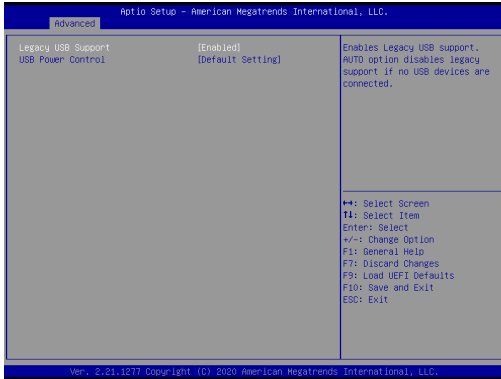 Aptio Setup – American Megatrends International, LLC.
Advanced
Legacy USB Support [Enabled]
USB Power Control [Default Setting]
Enables Legacy USB support.
AUTO option disables legacy
support if no USB devices are
connected.
↔: Select Screen
↑↓: Select Item
Enter: Select
+/-: Change Option
F1: General Help
F7: Discard Changes
F9: Load UEFI Defaults
F10: Save and Exit
ESC: Exit
Ver. 2.21.1277 Copyright (C) 2020 American Megatrends International, LLC.